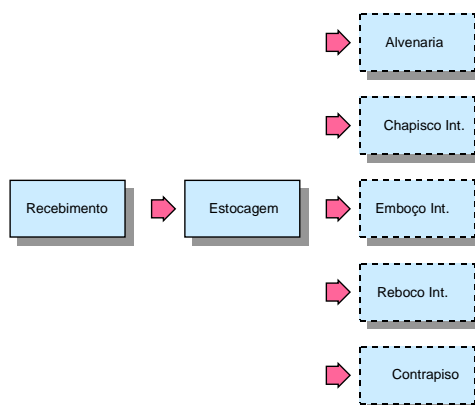 Alvenaria
Chapisco Int.
Recebimento
Estocagem
Emboço Int.
Reboco Int.
Contrapiso